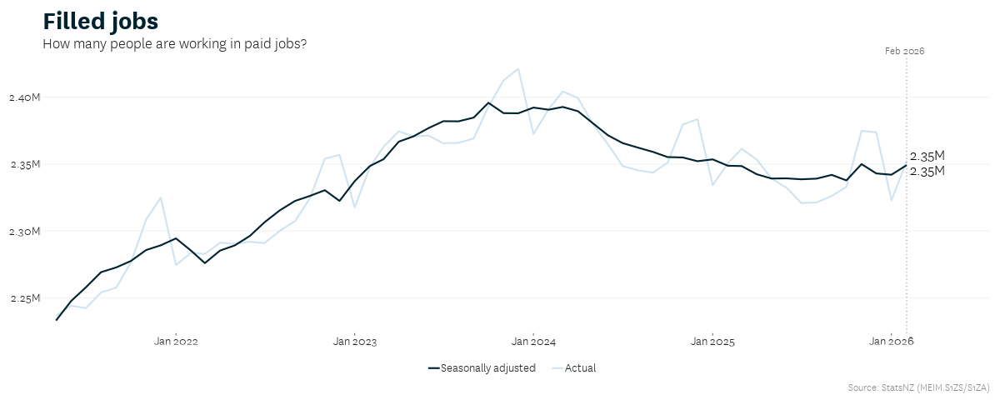 Filled jobs
How many people are working in paid jobs?
Feb 2026
2.40M
2.35M
2.30M
2.25M
2.35M
2.35M
Jan 2022
Jan 2023
Jan 2024
Jan 2025
Jan 2026
Seasonally adjusted
Actual
Source: StatsNZ (MEIM.S1ZS/S1ZA)